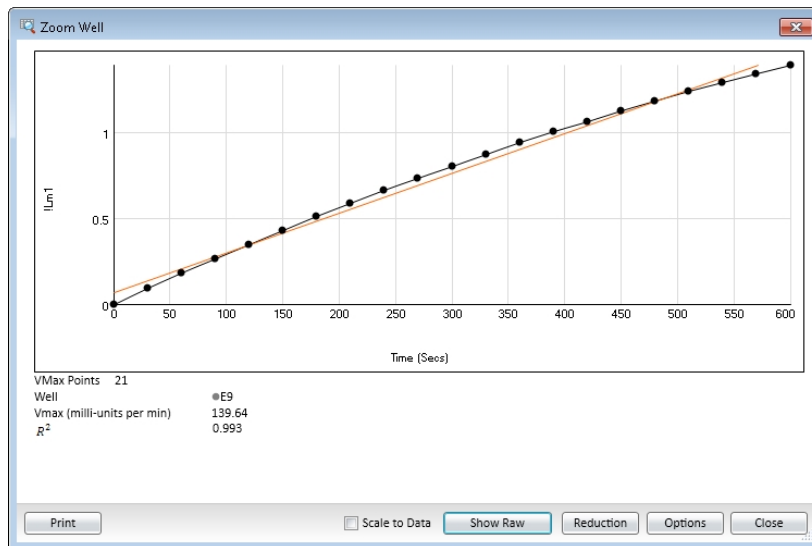 Zoom Well
1
0.5
0
!Lm1
0 50 100 150 200 250 300 350 400 450 500 550 600
Time (Secs)
VMax Points 21
Well E9
Vmax (milli-units per min) 139.64
R² 0.993
Print Scale to Data Show Raw Reduction Options Close